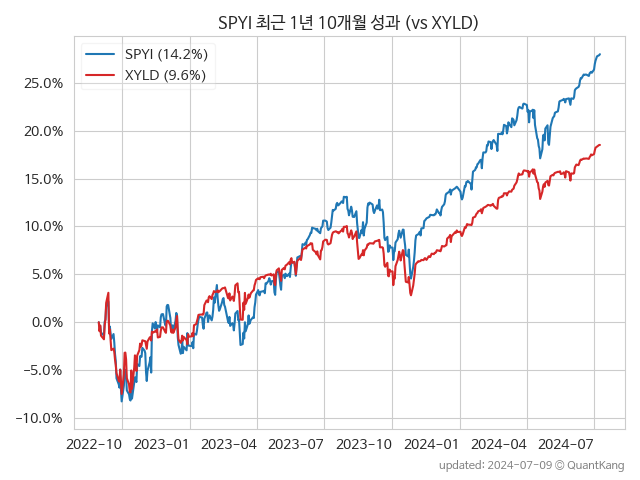 SPYI 최근 1년 10개월 성과 (vs XYLD)
SPYI (14.2%)
XYLD (9.6%)
25.0%
20.0%
15.0%
10.0%
5.0%
0.0%
−5.0%
−10.0%
2022−10 2023−01 2023−04 2023−07 2023−10 2024−01 2024−04 2024−07
updated: 2024-07-09 © QuantKang